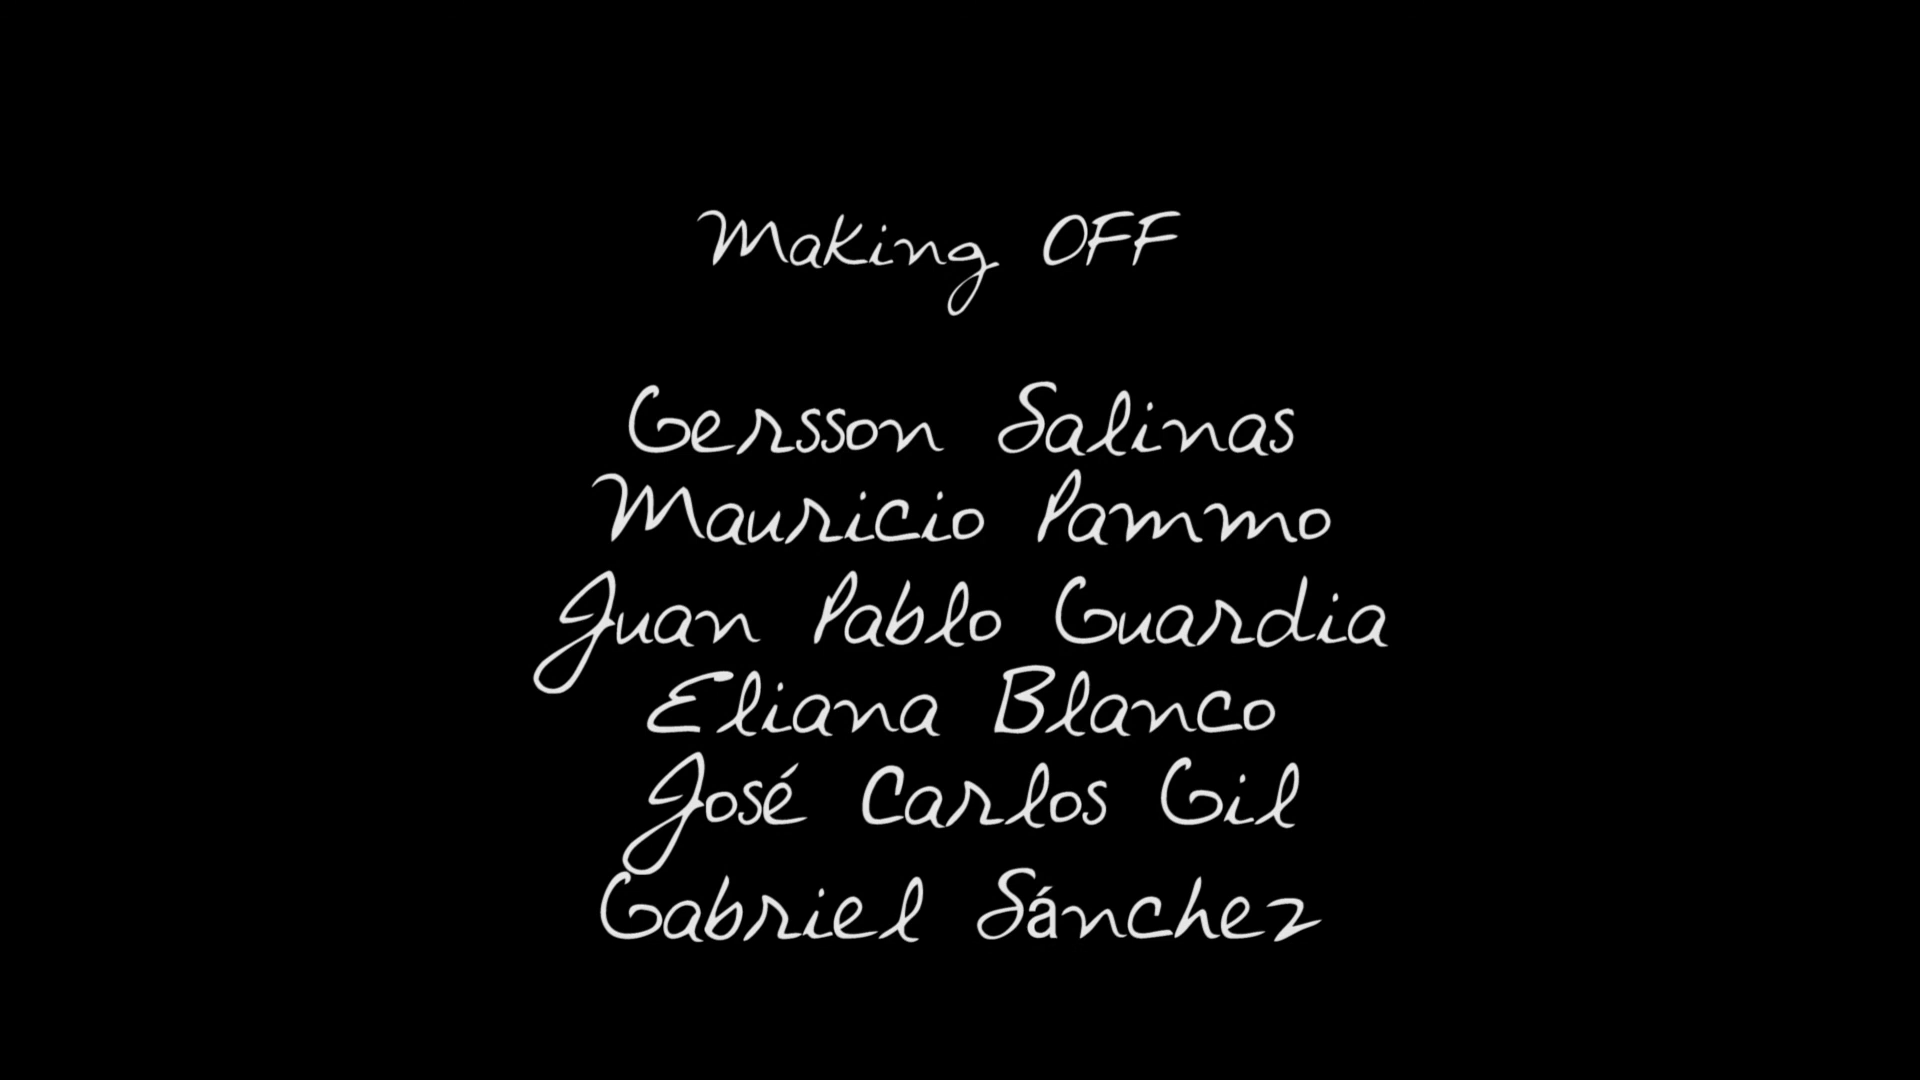 Making OFF
Gersson Salinas
Mauricio Pammo
Juan Pablo Guardia
Eliana Blanco
José Carlos Gil
Gabriel Sánchez